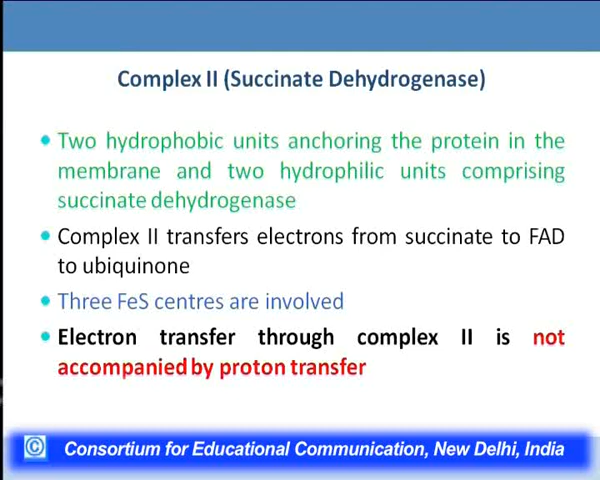 Complex II (Succinate Dehydrogenase)
• Two hydrophobic units anchoring the protein in the
membrane and two hydrophilic units comprising
succinate dehydrogenase
• Complex II transfers electrons from succinate to FAD
to ubiquinone
• Three FeS centres are involved
• Electron transfer through complex II is not
accompanied by proton transfer
© Consortium for Educational Communication, New Delhi, India